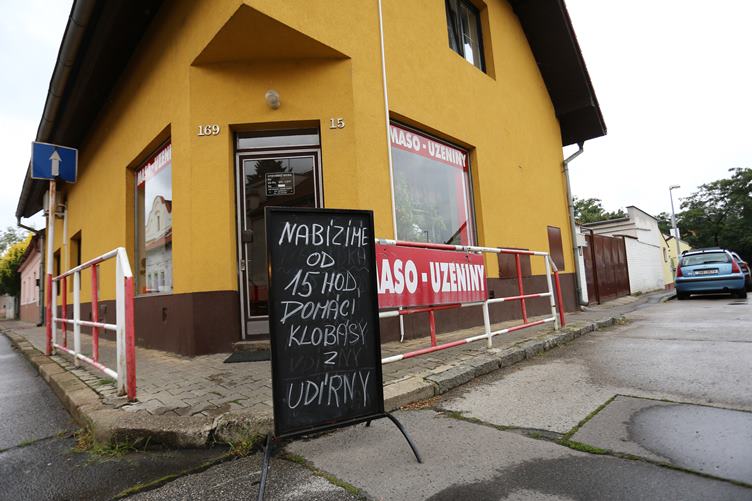 169
15
MASO - UZENINY
MASO - UZENINY
NABÍZÍME
OD
15 HOD,
DOMÁCÍ
KLOBÁSY
Z
UDÍRNY